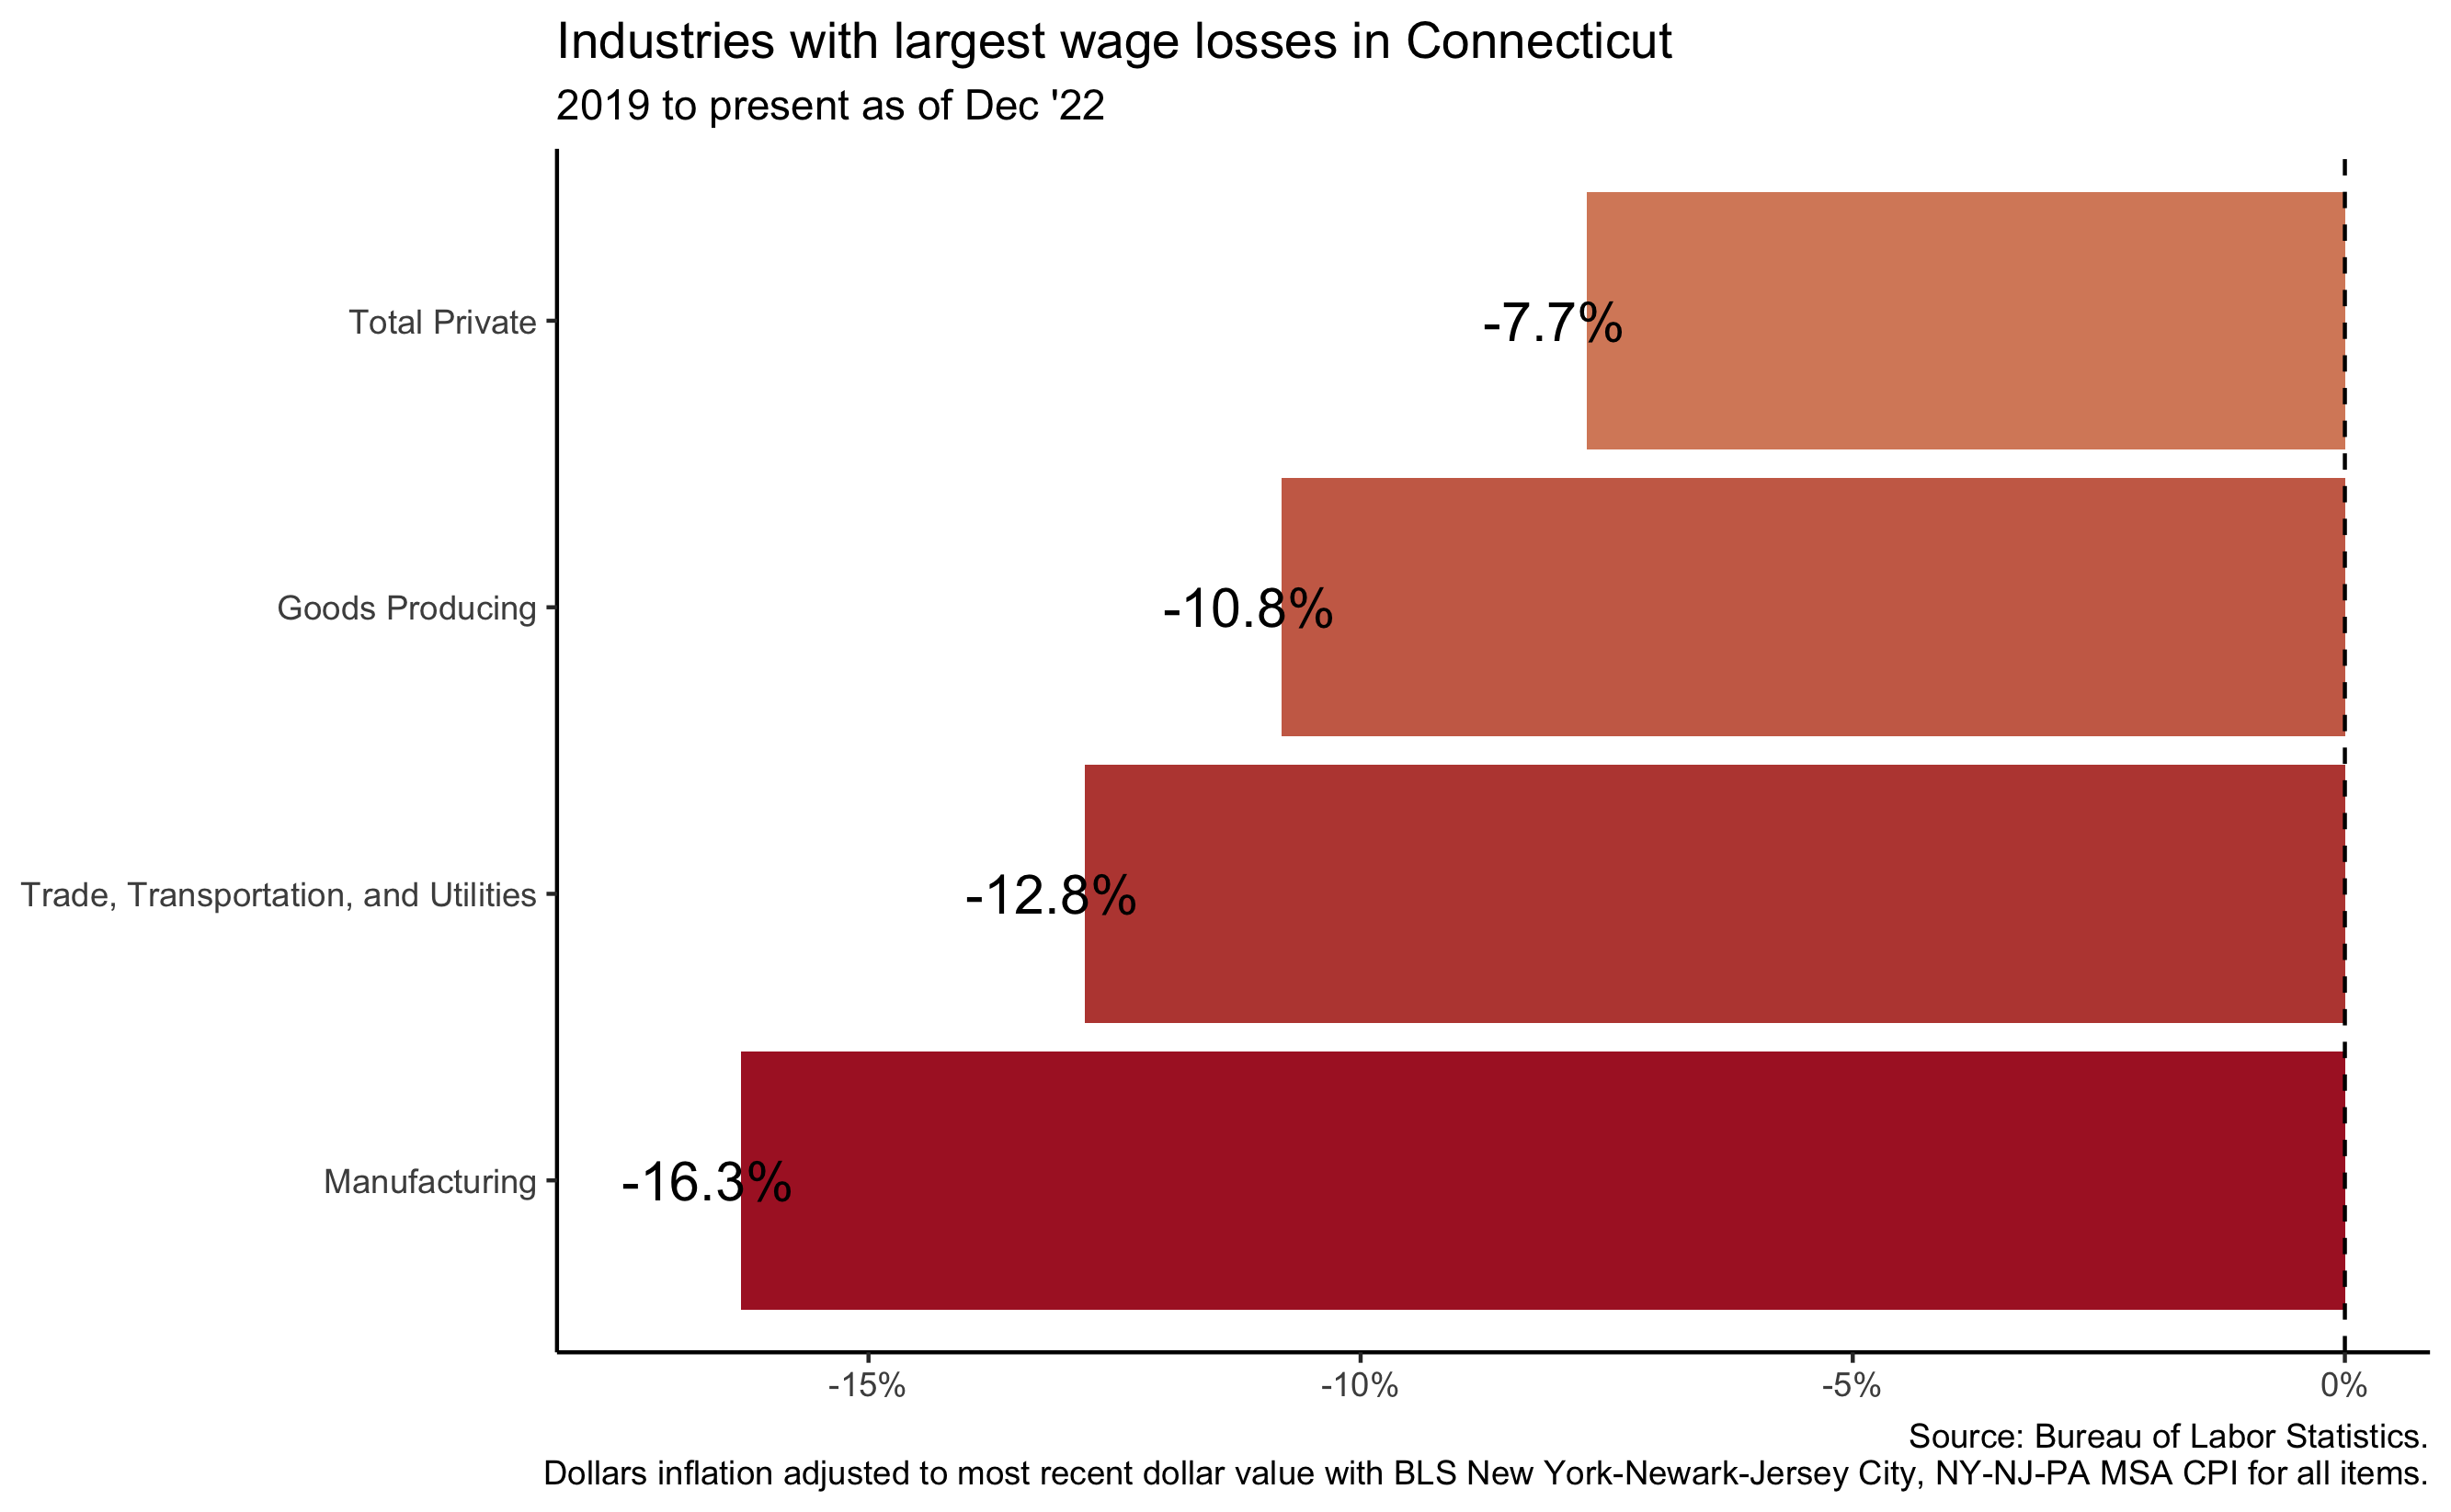 Industries with largest wage losses in Connecticut
2019 to present as of Dec '22
Total Private
-7.7%
Goods Producing
-10.8%
Trade, Transportation, and Utilities
-12.8%
Manufacturing
-16.3%
-15%
-10%
-5%
0%
Source: Bureau of Labor Statistics.
Dollars inflation adjusted to most recent dollar value with BLS New York-Newark-Jersey City, NY-NJ-PA MSA CPI for all items.